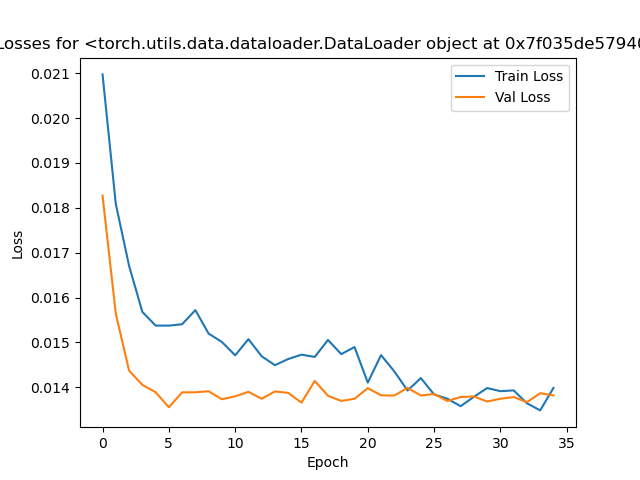 Losses for <torch.utils.data.dataloader.DataLoader object at 0x7f035de57940
Train Loss
Val Loss
0.021
0.020
0.019
0.018
0.017
0.016
0.015
0.014
Loss
0 5 10 15 20 25 30 35
Epoch